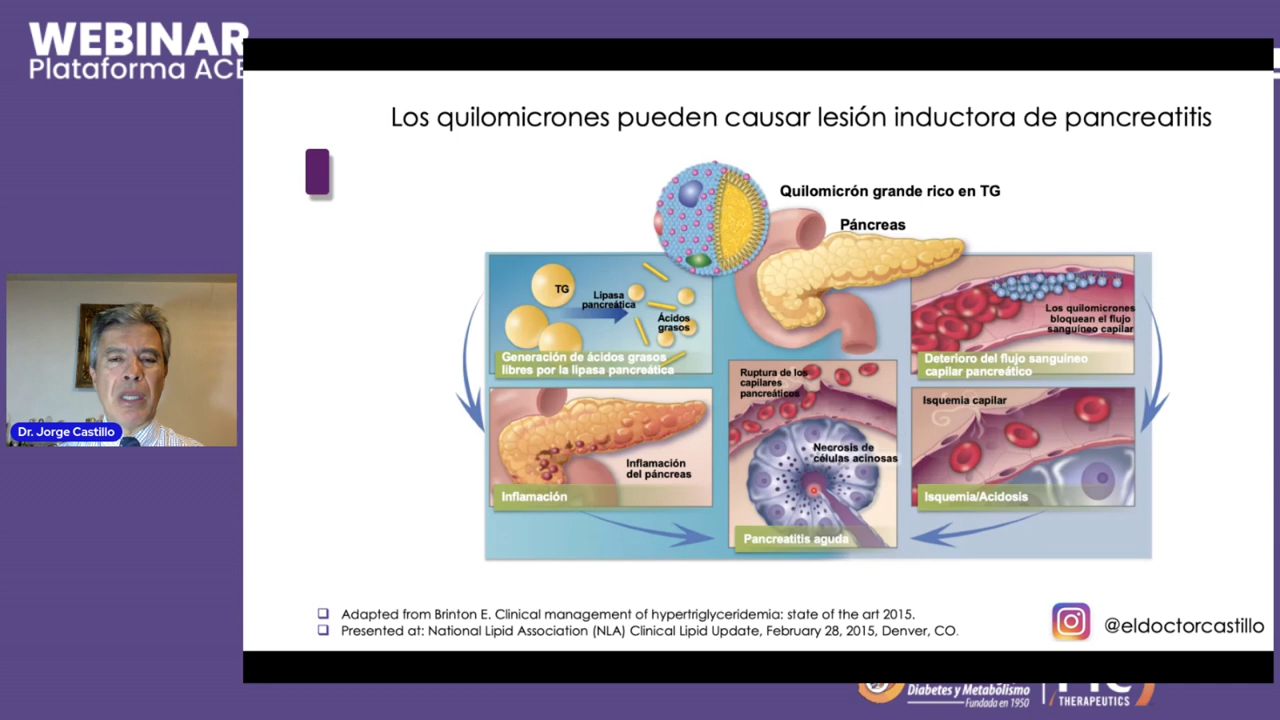 WEBINAR
Plataforma ACE
Los quilomicrones pueden causar lesión inductora de pancreatitis
Quilomicrón grande rico en TG
Páncreas
TG
Lipasa
pancreática
Ácidos
grasos
Generación de ácidos grasos
libres por la lipasa pancreática
Los quilomicrones
bloquean el flujo
sanguíneo capilar
Deterioro del flujo sanguíneo
capilar pancreático
Inflamación
del páncreas
Inflamación
Ruptura de los
capilares
pancreáticos
Necrosis de
células acinosas
Pancreatitis aguda
Isquemia capilar
Isquemia/Acidosis
Dr. Jorge Castillo
Adapted from Brinton E. Clinical management of hypertriglyceridemia: state of the art 2015.
Presented at: National Lipid Association (NLA) Clinical Lipid Update, February 28, 2015, Denver, CO.
@eldoctorcastillo
Diabetes y Metabolismo
Fundada en 1950
THERAPEUTICS